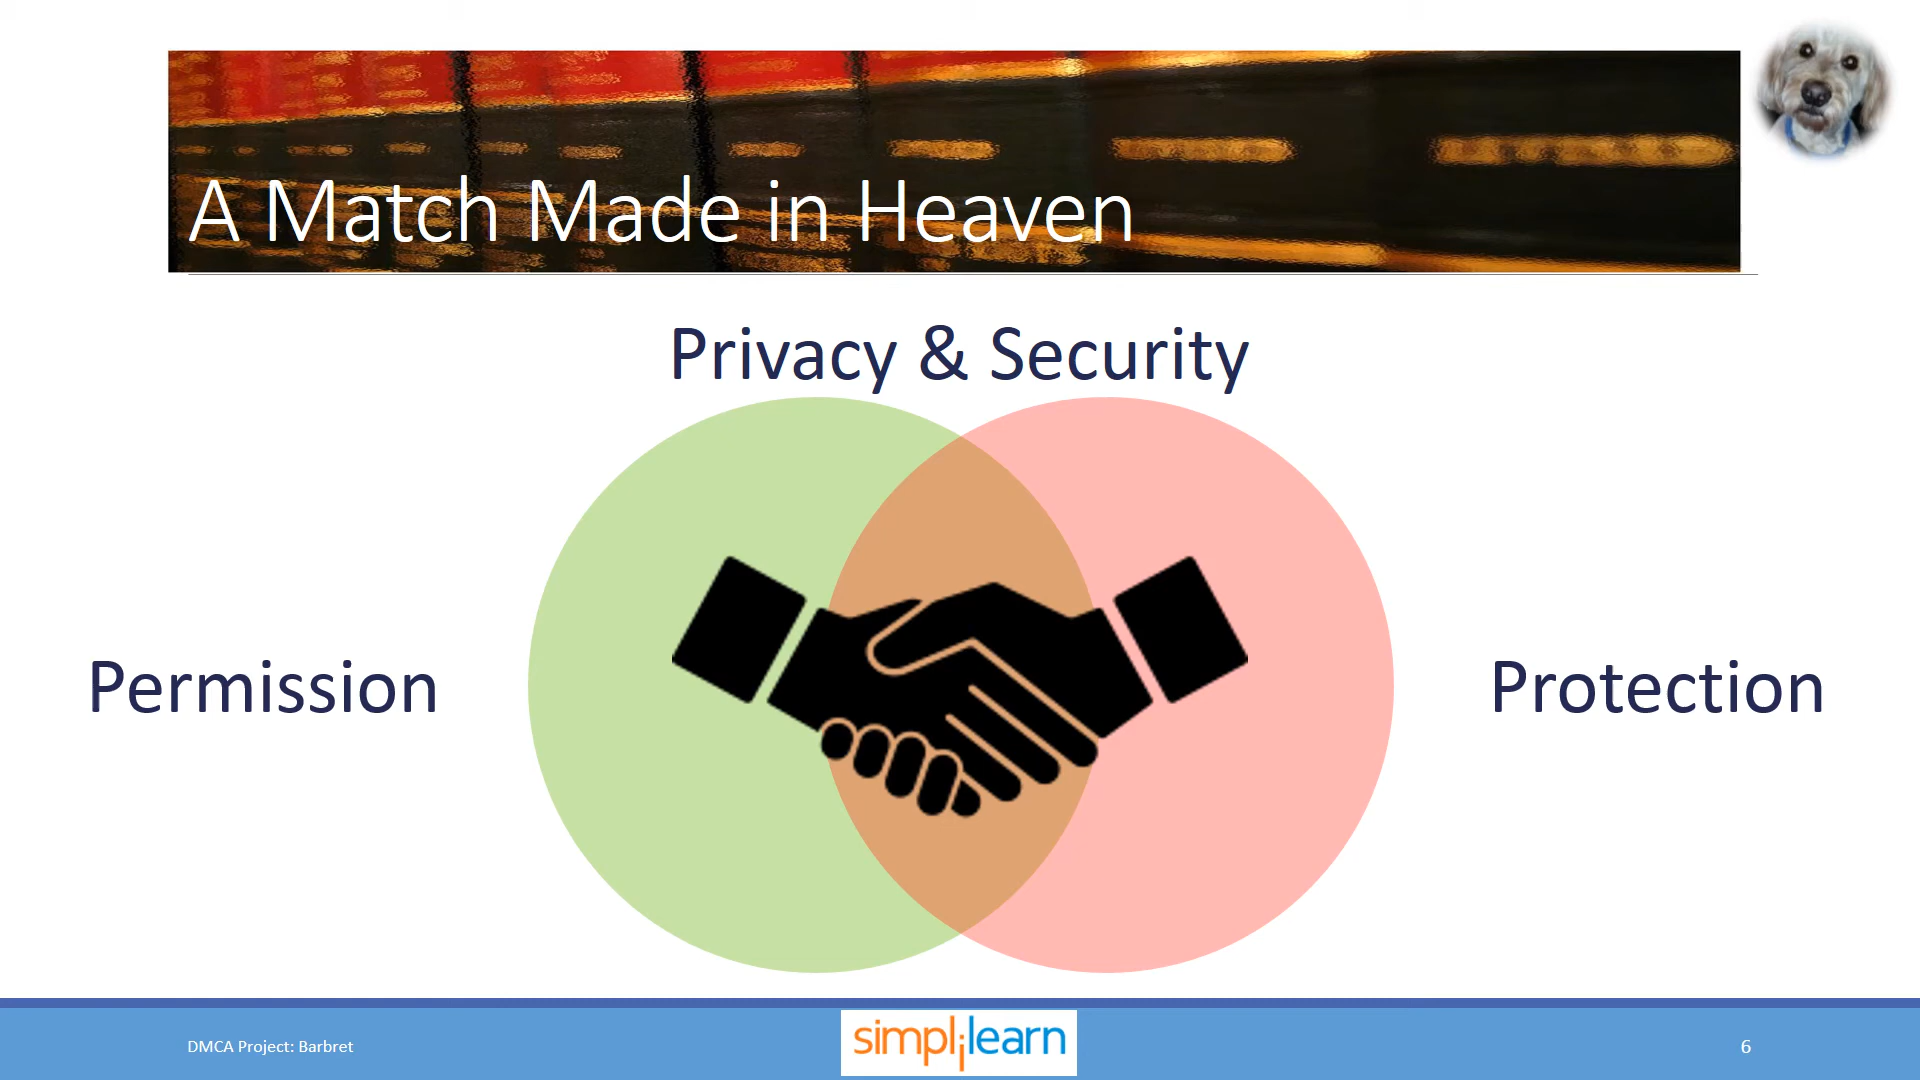 A Match Made in Heaven
Privacy & Security
Permission
Protection
DMCA Project: Barbret
simplilearn
6